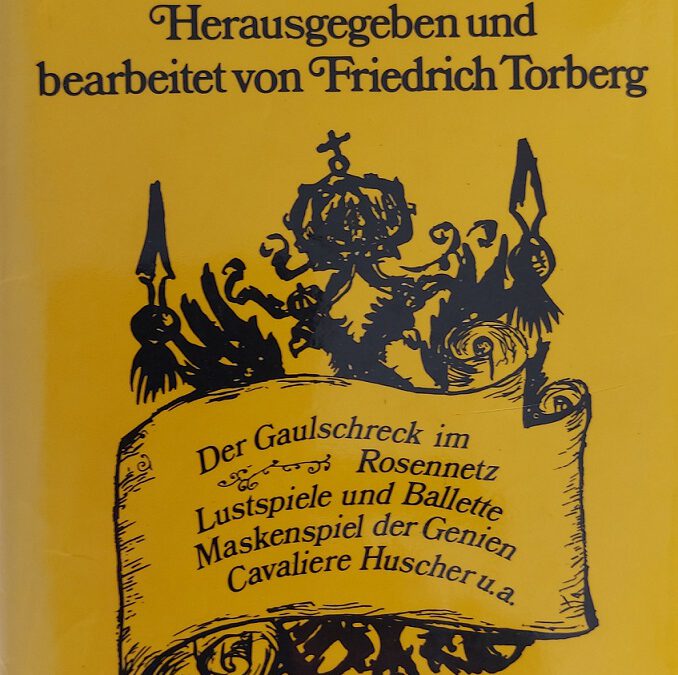 Herausgegeben und
bearbeitet von Friedrich Torberg
Der Gaulschreck im
Rosennetz
Lustspiele und Ballette
Maskenspiel der Genien
Cavaliere Huscher u.a.